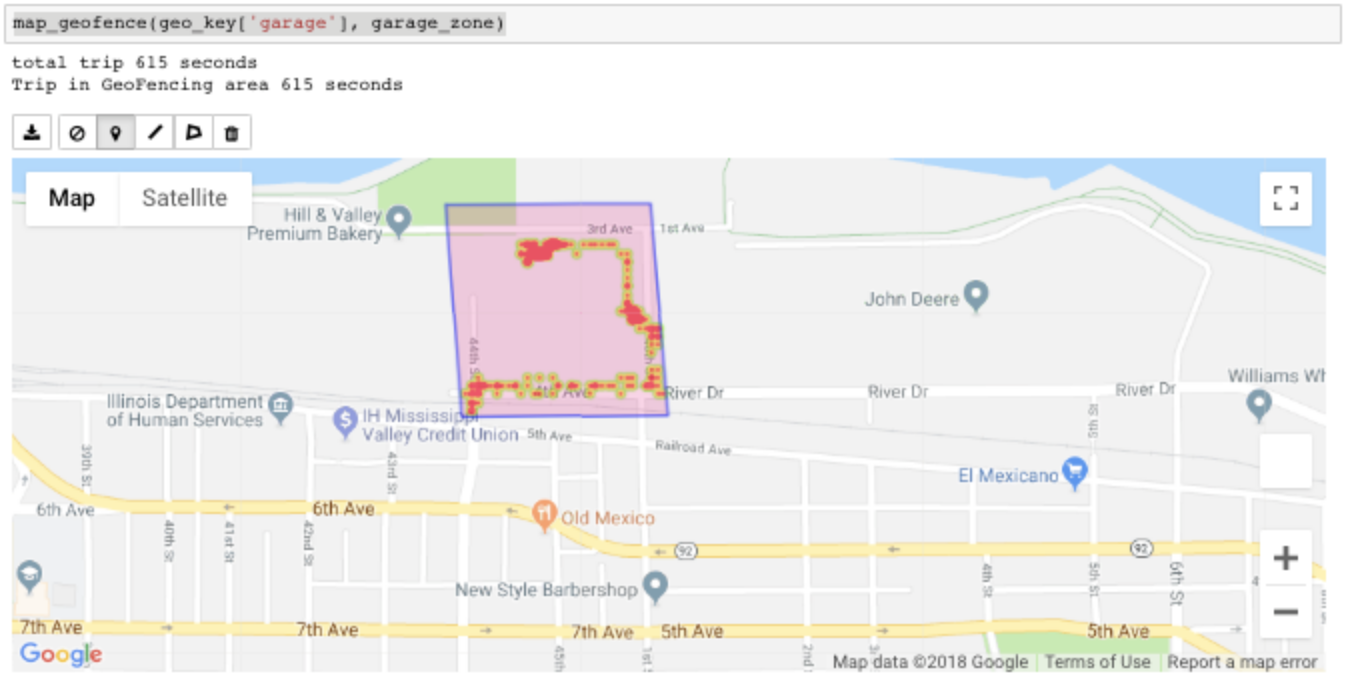 map_geofence(geo_key['garage'], garage_zone)
total trip 615 seconds
Trip in GeoFencing area 615 seconds
Map
Satellite
Hill & Valley
Premium Bakery
3rd Ave
1st Ave
John Deere
44th S
4th Ave
River Dr
River Dr
River Dr
Williams Wh
Illinois Department
of Human Services
IH Mississippi
Valley Credit Union
5th Ave
Railroad Ave
5th St
39th St
43rd St
El Mexicano
6th Ave
6th Ave
40th St
41st St
42nd St
Old Mexico
92
92
New Style Barbershop
4th St
5th St
6th St
4
7th Ave
7th Ave
7th Ave
5th Ave
5th Ave
45th
1st S
2nd
Google
Map data ©2018 Google
Terms of Use
Report a map error